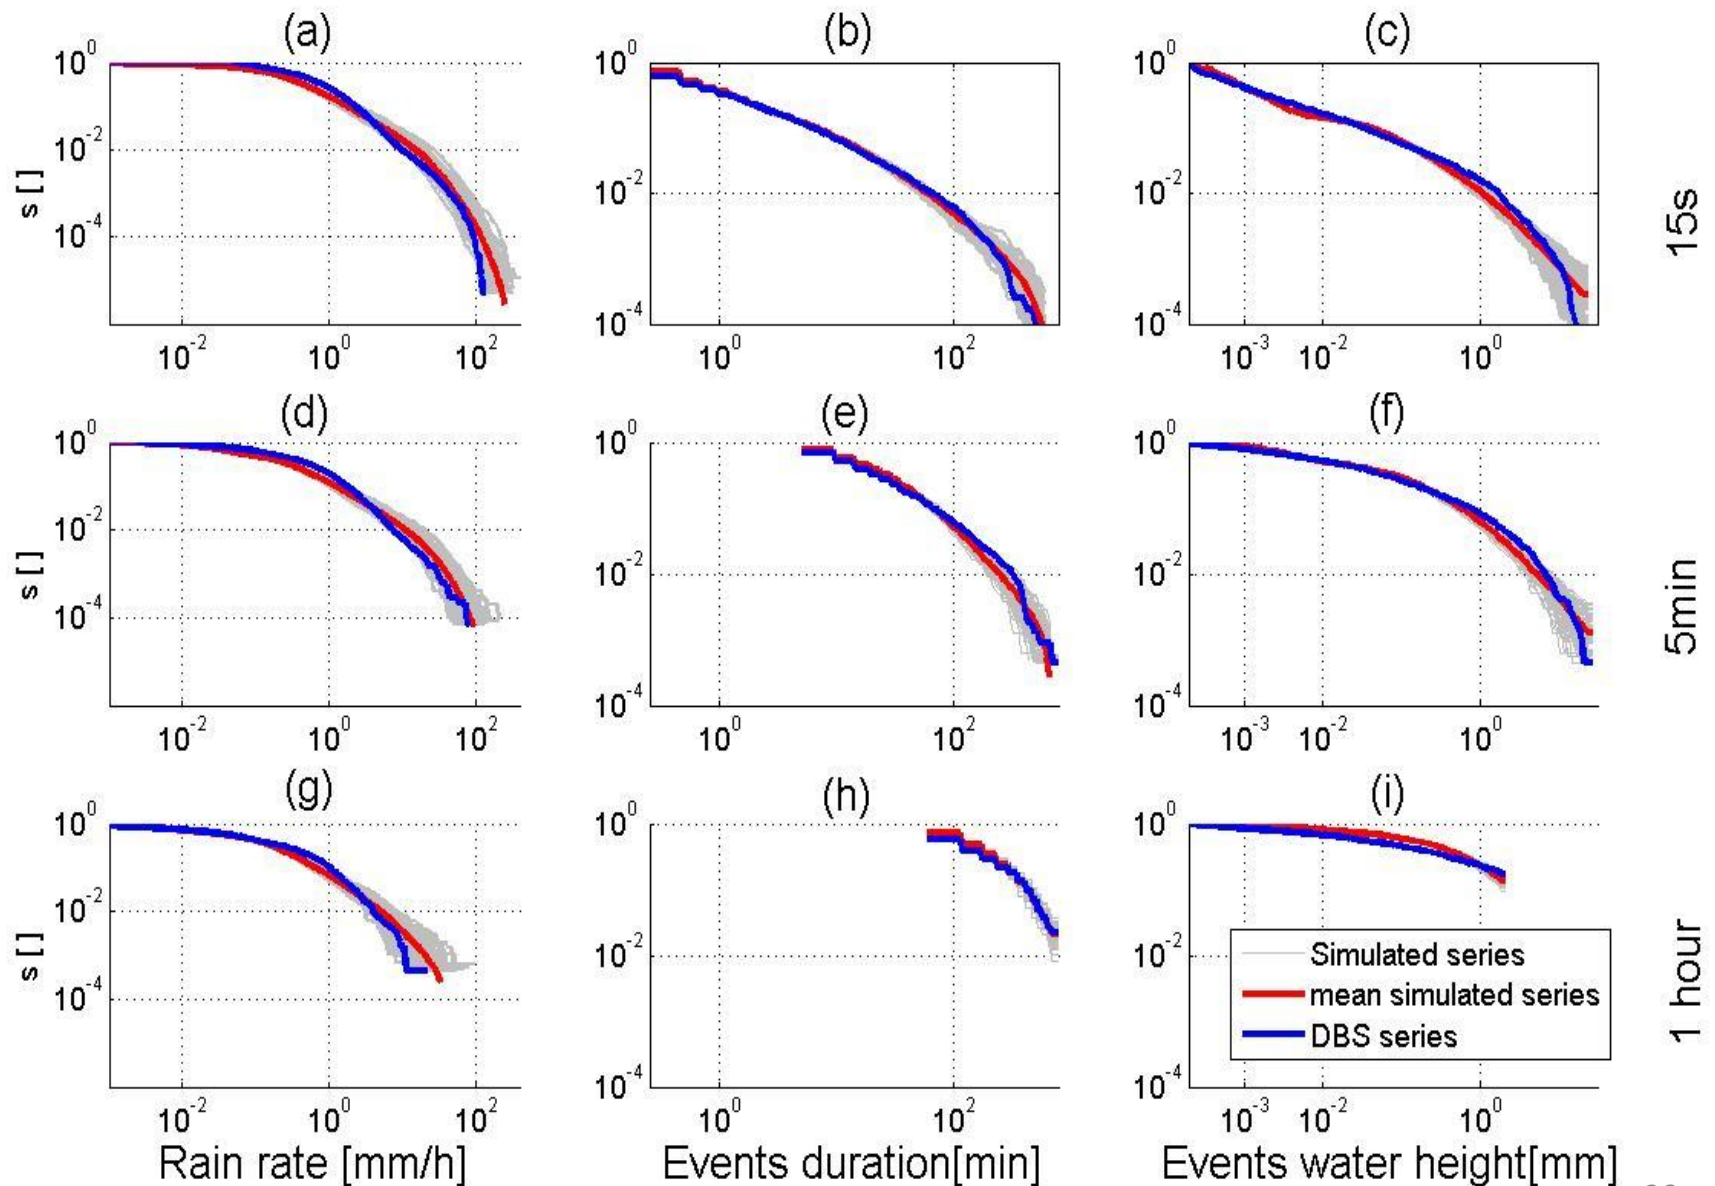 (a) (b) (c)
10^0 10^0 10^0
10^-2 10^-2 10^-2
10^-4 10^-4 10^-4
s [ ]
10^-2 10^0 10^2 10^0 10^2 10^-3 10^-2 10^0
15s
(d) (e) (f)
10^0 10^0 10^0
10^-2 10^-2 10^-2
10^-4 10^-4 10^-4
s [ ]
10^-2 10^0 10^2 10^0 10^2 10^-3 10^-2 10^0
5min
(g) (h) (i)
10^0 10^0 10^0
10^-2 10^-2 10^-2
10^-4 10^-4 10^-4
s [ ]
Simulated series
mean simulated series
DBS series
10^-2 10^0 10^2 10^0 10^2 10^-3 10^-2 10^0
1 hour
Rain rate [mm/h] Events duration[min] Events water height[mm]